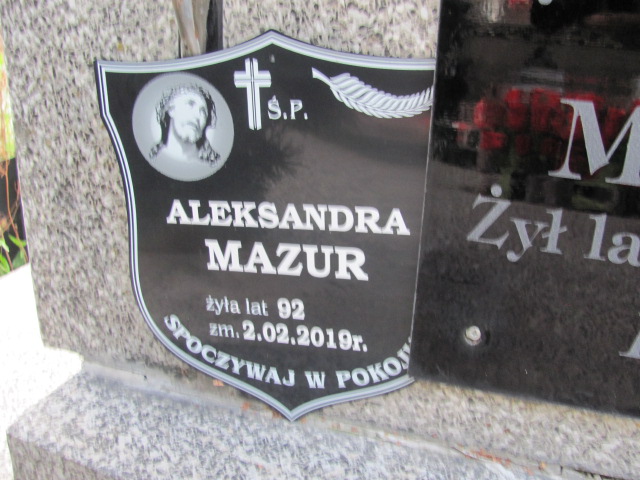 Ś.P.
ALEKSANDRA
MAZUR
żyła lat 92
zm. 2.02.2019r.
SPOCZYWAJ W POKOJU
Żył la